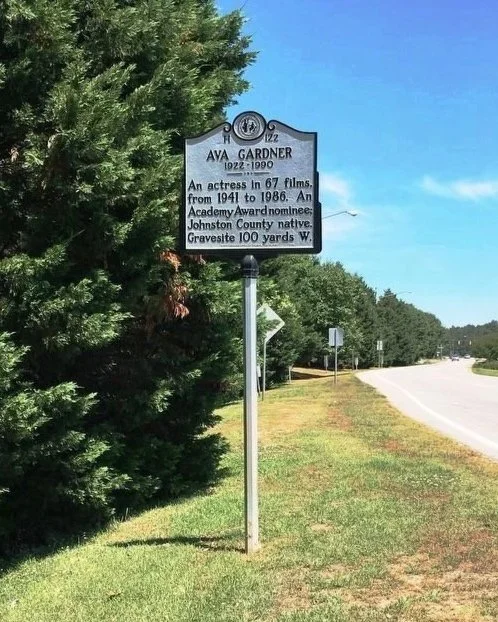 H 122
AVA GARDNER
1922-1990
An actress in 67 films,
from 1941 to 1986. An
Academy Award nominee;
Johnston County native.
Gravesite 100 yards W.